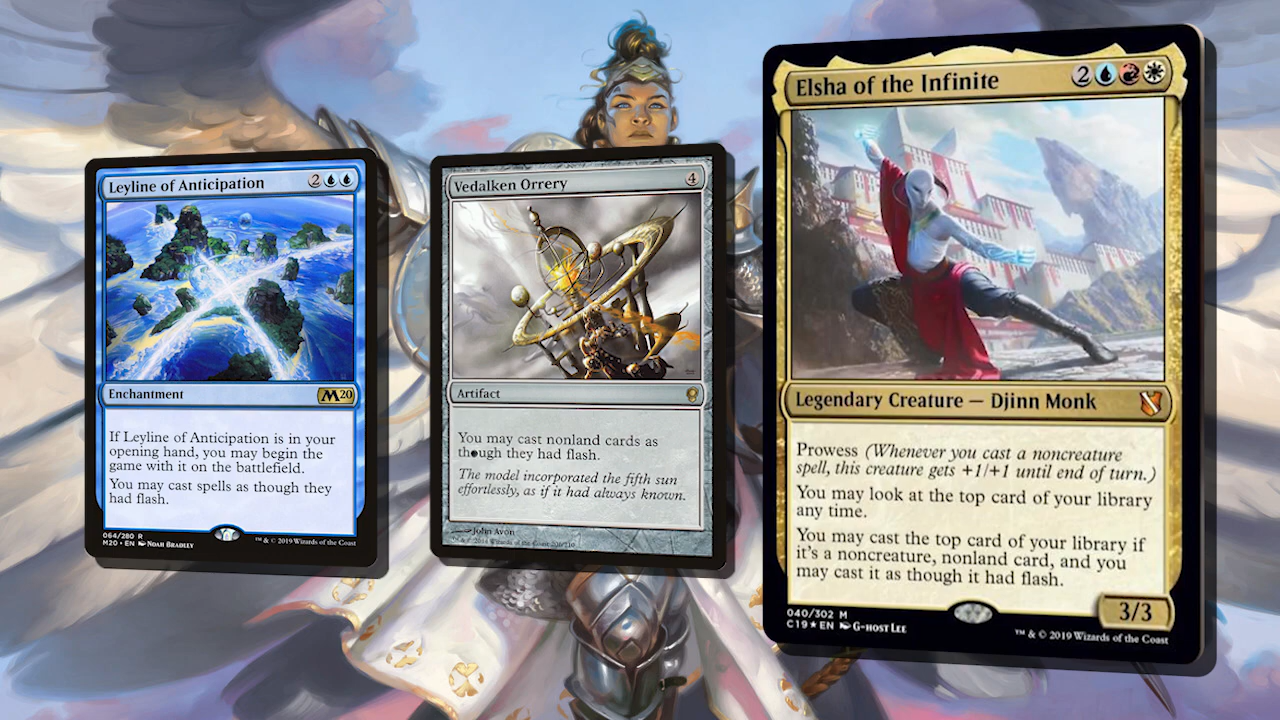 Leyline of Anticipation 2
Enchantment M20
If Leyline of Anticipation is in your
opening hand, you may begin the
game with it on the battlefield.
You may cast spells as though they
had flash.
064/280 R
M20 • EN Noah Bradley
™ & © 2019 Wizards of the Coast
Vedalken Orrery 4
Artifact
You may cast nonland cards as
though they had flash.
The model incorporated the fifth sun
effortlessly, as if it had always known.
John Avon
Wizards of the Coast
Elsha of the Infinite 2
Legendary Creature — Djinn Monk
Prowess (Whenever you cast a noncreature
spell, this creature gets +1/+1 until end of turn.)
You may look at the top card of your library
any time.
You may cast the top card of your library if
it's a noncreature, nonland card, and you
may cast it as though it had flash.
3/3
040/302 M
C19 ★ EN G-host Lee
™ & © 2019 Wizards of the Coast